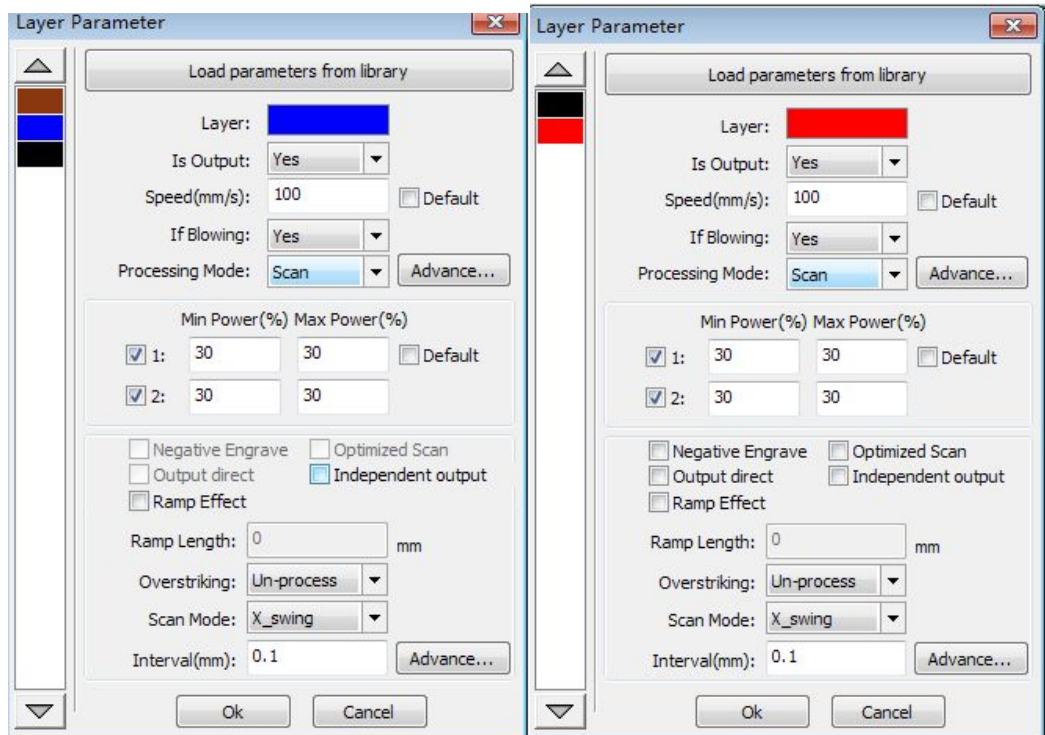 Layer Parameter
Load parameters from library
Layer:
Is Output: Yes
Speed(mm/s): 100 Default
If Blowing: Yes
Processing Mode: Scan Advance...
Min Power(%) Max Power(%)
1: 30 30 Default
2: 30 30
Negative Engrave Optimized Scan
Output direct Independent output
Ramp Effect
Ramp Length: 0 mm
Overstriking: Un-process
Scan Mode: X_swing
Interval(mm): 0.1 Advance...
Ok Cancel
Layer Parameter
Load parameters from library
Layer:
Is Output: Yes
Speed(mm/s): 100 Default
If Blowing: Yes
Processing Mode: Scan Advance...
Min Power(%) Max Power(%)
1: 30 30 Default
2: 30 30
Negative Engrave Optimized Scan
Output direct Independent output
Ramp Effect
Ramp Length: 0 mm
Overstriking: Un-process
Scan Mode: X_swing
Interval(mm): 0.1 Advance...
Ok Cancel